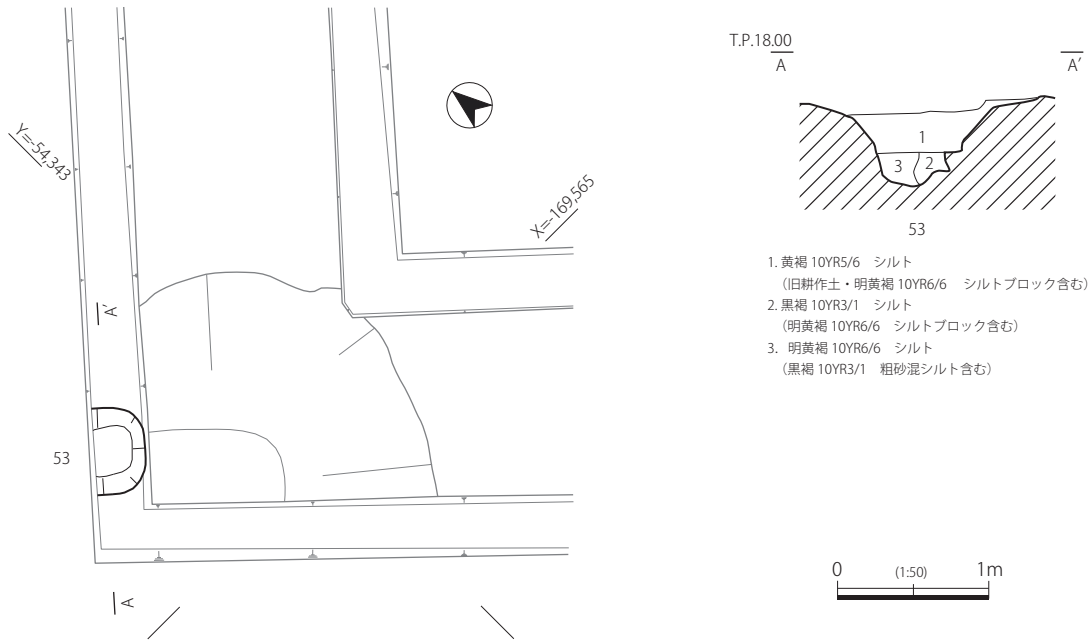 Y=-54,343
X=-169,565
A'
53
A
T.P.18.00
A
A'
1
3
2
53
1. 黄褐 10YR5/6　シルト
（旧耕作土・明黄褐 10YR6/6　シルトブロック含む）
2. 黒褐 10YR3/1　シルト
（明黄褐 10YR6/6　シルトブロック含む）
3. 明黄褐 10YR6/6　シルト
（黒褐 10YR3/1　粗砂混シルト含む）
0
(1:50)
1m